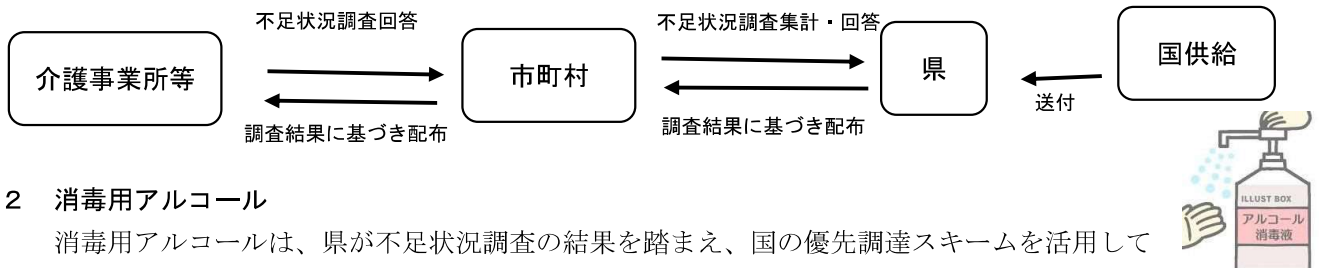 不足状況調査回答
不足状況調査集計・回答
介護事業所等
市町村
県
国供給
送付
調査結果に基づき配布
調査結果に基づき配布
2 消毒用アルコール
消毒用アルコールは、県が不足状況調査の結果を踏まえ、国の優先調達スキームを活用して
ILLUST BOX
アルコール
消毒液